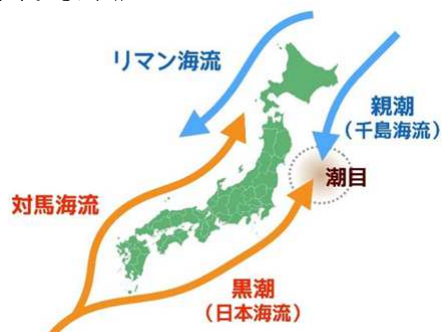 リマン海流
親潮
(千島海流)
潮目
対馬海流
黒潮
(日本海流)